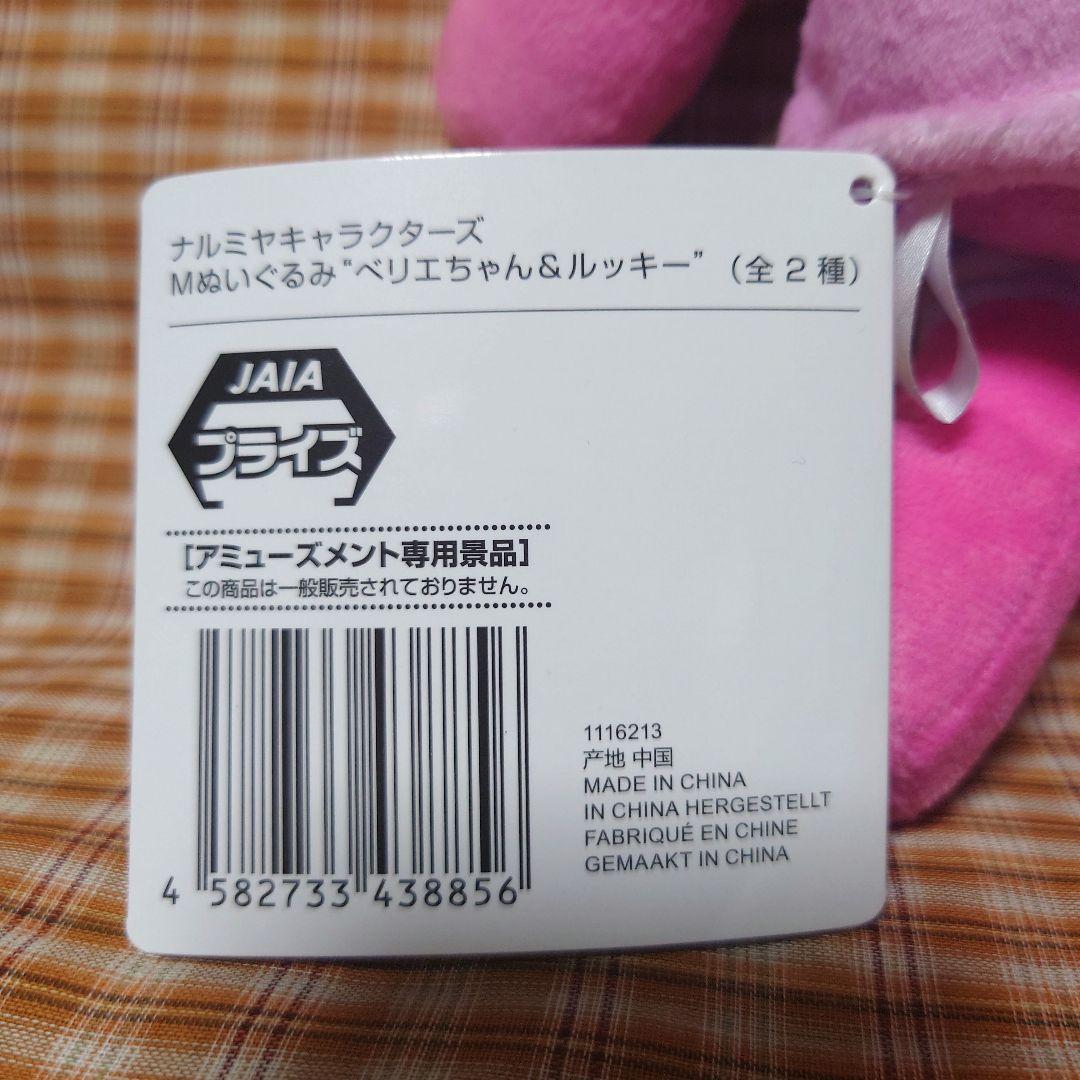 ナルミヤキャラクターズ
Mぬいぐるみ“ベリエちゃん＆ルッキー”（全2種）
JAIA
プライズ
[アミューズメント専用景品]
この商品は一般販売されておりません。
4 582733 438856
1116213
产地 中国
MADE IN CHINA
IN CHINA HERGESTELLT
FABRIQUÉ EN CHINE
GEMAAKT IN CHINA